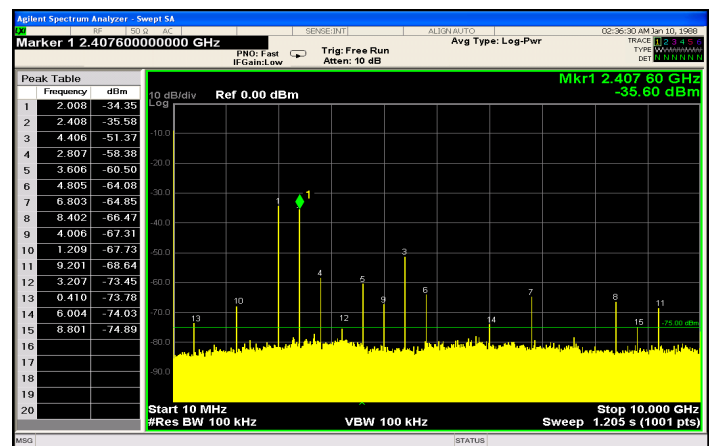 Agilent Spectrum Analyzer - Swept SA
LXI RF 50 Ω AC SENSE:INT ALIGN AUTO 02:36:30 AM Jan 10, 1988
Marker 1 2.407600000000 GHz
PNO: Fast
IFGain:Low
Trig: Free Run
Atten: 10 dB
Avg Type: Log-Pwr
TRACE 1 2 3 4 5 6
TYPE
DET N N N N N N
Peak Table
Frequency dBm
1 2.008 -34.35
2 2.408 -35.58
3 4.406 -51.37
4 2.807 -58.38
5 3.606 -60.50
6 4.805 -64.08
7 6.803 -64.85
8 8.402 -66.47
9 4.006 -67.31
10 1.209 -67.73
11 9.201 -68.64
12 3.207 -73.45
13 0.410 -73.78
14 6.004 -74.03
15 8.801 -74.89
16
17
18
19
20
Mkr1 2.407 60 GHz
-35.60 dBm
10 dB/div Ref 0.00 dBm
Log
-10.0
-20.0
-30.0
-40.0
-50.0
-60.0
-70.0
-80.0
-90.0
1
1
3
4
5
6
7
8
9
10
11
12
13
14
15
-75.00 dBm
Start 10 MHz
Stop 10.000 GHz
#Res BW 100 kHz
VBW 100 kHz
Sweep 1.205 s (1001 pts)
MSG
STATUS